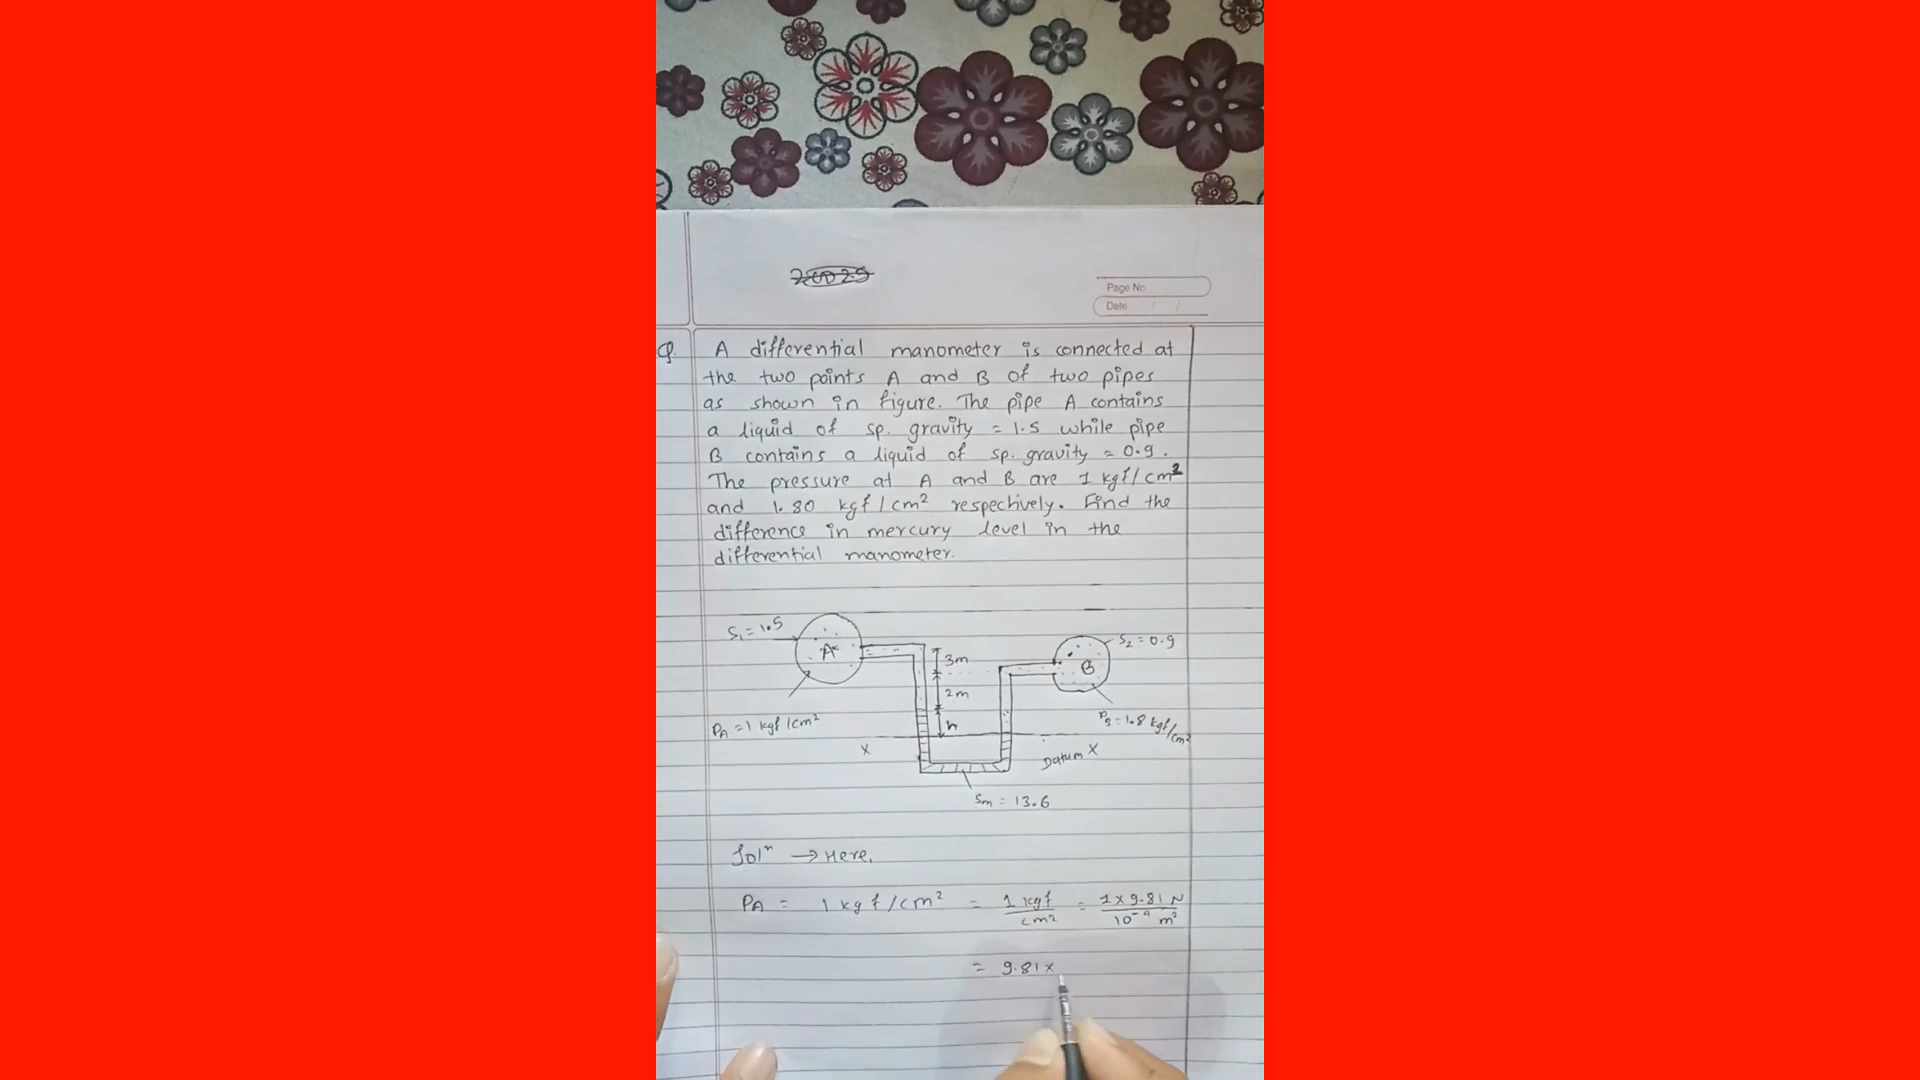 20029
Page No
Date / /
Q. A differential manometer is connected at
the two points A and B of two pipes
as shown in figure. The pipe A contains
a liquid of sp. gravity = 1.5 while pipe
B contains a liquid of sp. gravity = 0.9.
The pressure at A and B are 1 kgf/cm²
and 1.80 kgf/cm² respectively. Find the
difference in mercury level in the
differential manometer.
S₁ = 1.5
A
3m
2m
h
S₂ = 0.9
B
PA = 1 kgf/cm²
PB = 1.8 kgf/cm²
X
Datum X
Sm = 13.6
Solⁿ → Here,
PA = 1 kgf/cm² = 1 kgf/cm² = 1 x 9.81 N/10⁻⁴ m²
= 9.81 x